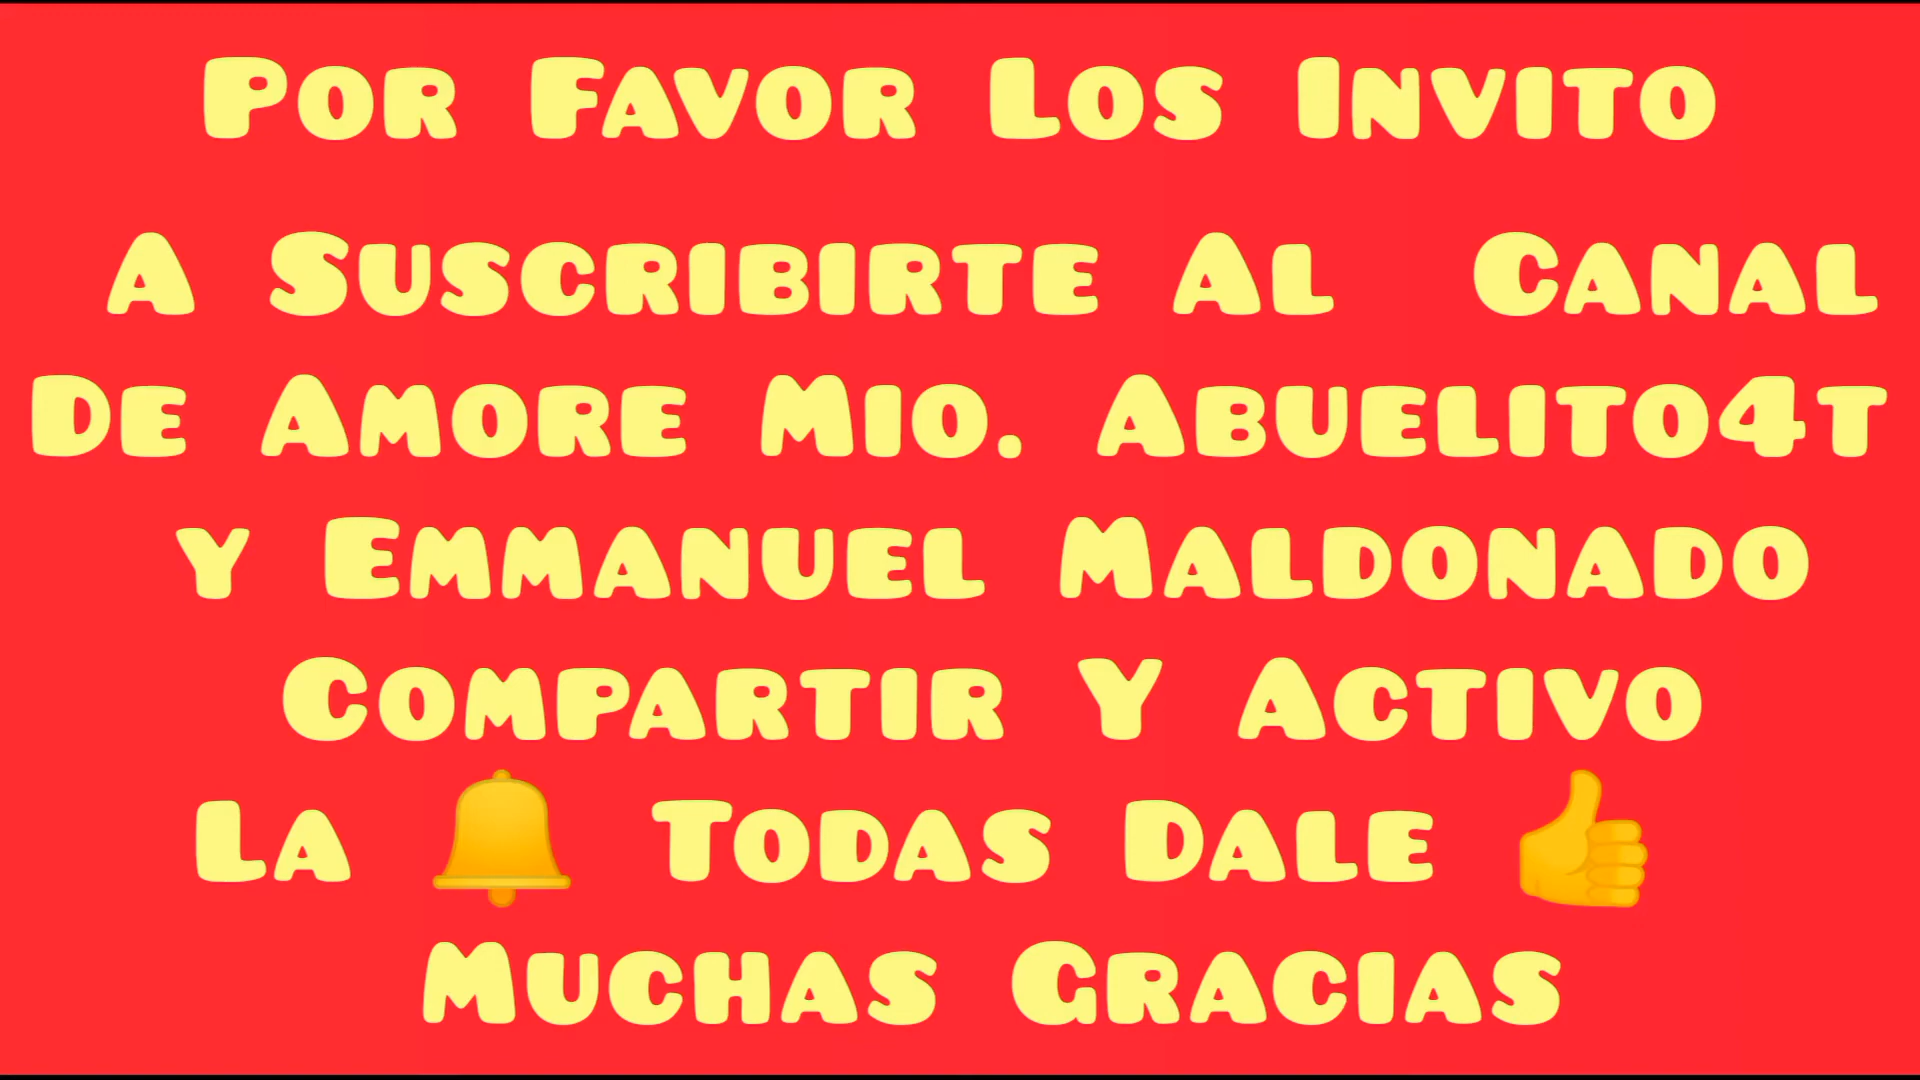 Por Favor Los Invito
A Suscribirte Al Canal
De Amore Mio. Abuelito4t
y Emmanuel Maldonado
Compartir Y Activo
La 🔔 Todas Dale 👍
Muchas Gracias